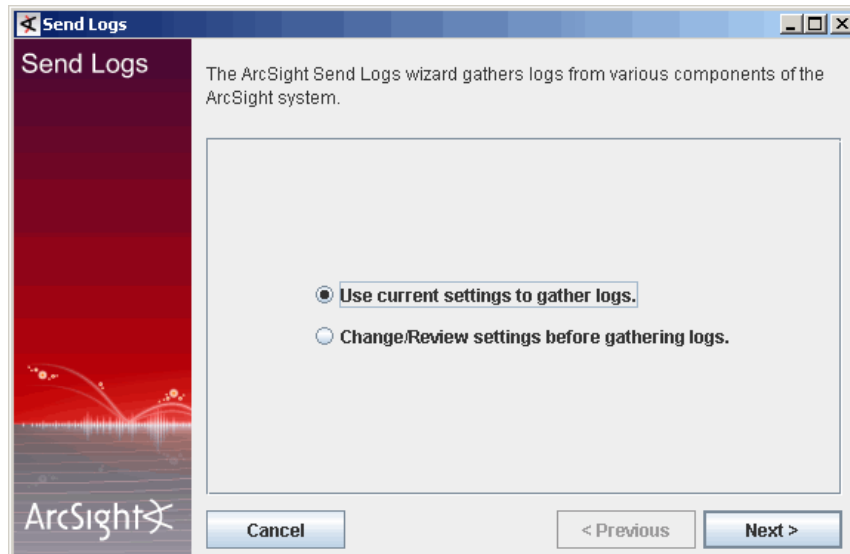 Send Logs
Send Logs
The ArcSight Send Logs wizard gathers logs from various components of the
ArcSight system.
Use current settings to gather logs.
Change/Review settings before gathering logs.
ArcSight
Cancel
< Previous
Next >